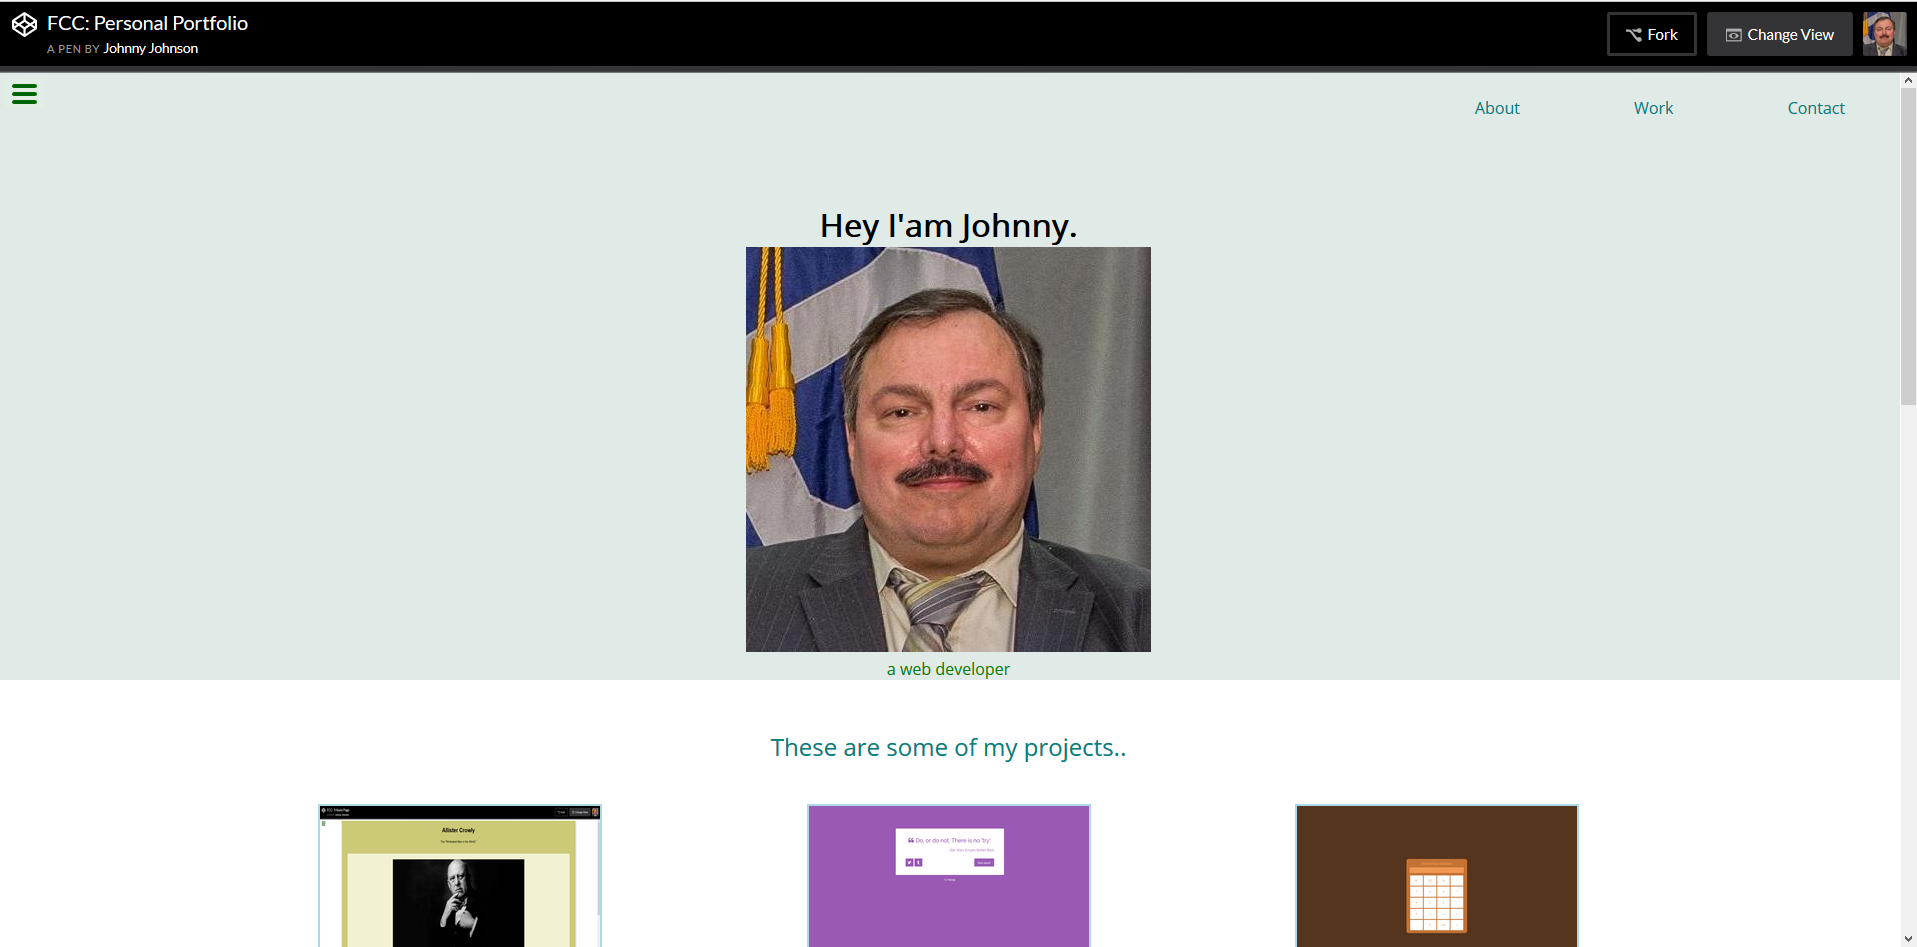 FCC: Personal Portfolio
A PEN BY Johnny Johnson
Fork
Change View
About
Work
Contact
Hey I'am Johnny.
a web developer
These are some of my projects..
Allister Crowly
Do, or do not. There is no 'try'.